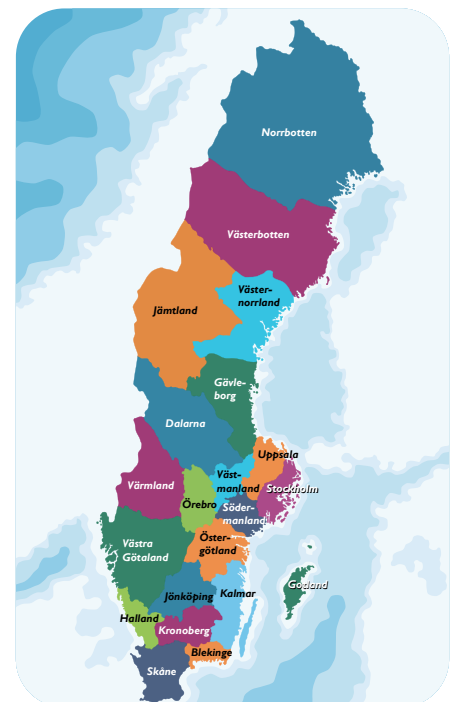 Norrbotten
Västerbotten
Väster-
norrland
Jämtland
Gävle-
borg
Dalarna
Uppsala
Väst-
manland
Stockholm
Värmland
Örebro
Söder-
manland
Öster-
götland
Västra
Götaland
Gotland
Jönköping
Kalmar
Halland
Kronoberg
Blekinge
Skåne